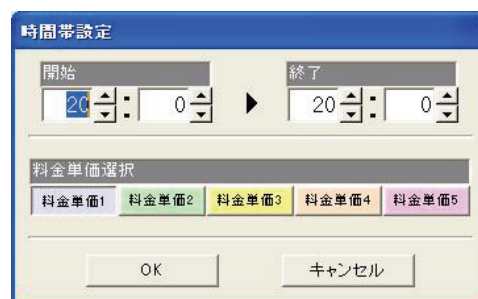 時間帯設定
開始 終了
20 : 0 ▶ 20 : 0
料金単価選択
料金単価1 料金単価2 料金単価3 料金単価4 料金単価5
OK キャンセル